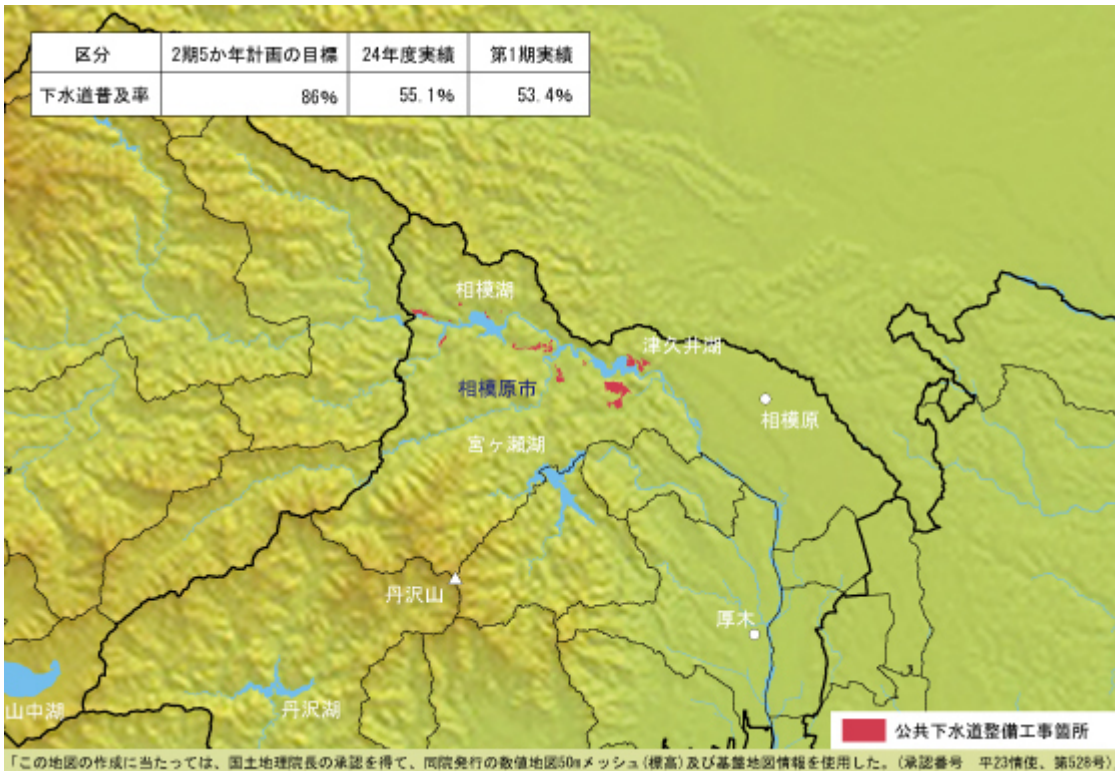 区分 2期5か年計画の目標 24年度実績 第1期実績
下水道普及率 86% 55.1% 53.4%
相模湖
津久井湖
相模原市
相模原
宮ヶ瀬湖
丹沢山
厚木
山中湖
丹沢湖
公共下水道整備工事箇所
「この地図の作成に当たっては、国土地理院長の承認を得て、同院発行の数値地図50mメッシュ(標高)及び基盤地図情報を使用した。(承認番号 平23情使、第528号)